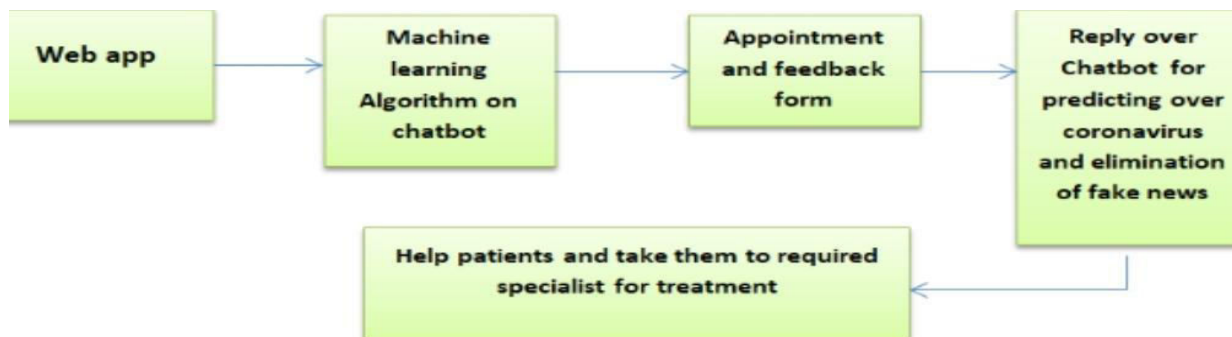 Web app
Machine
learning
Algorithm on
chatbot
Appointment
and feedback
form
Reply over
Chatbot for
predicting over
coronavirus
and elimination
of fake news
Help patients and take them to required
specialist for treatment